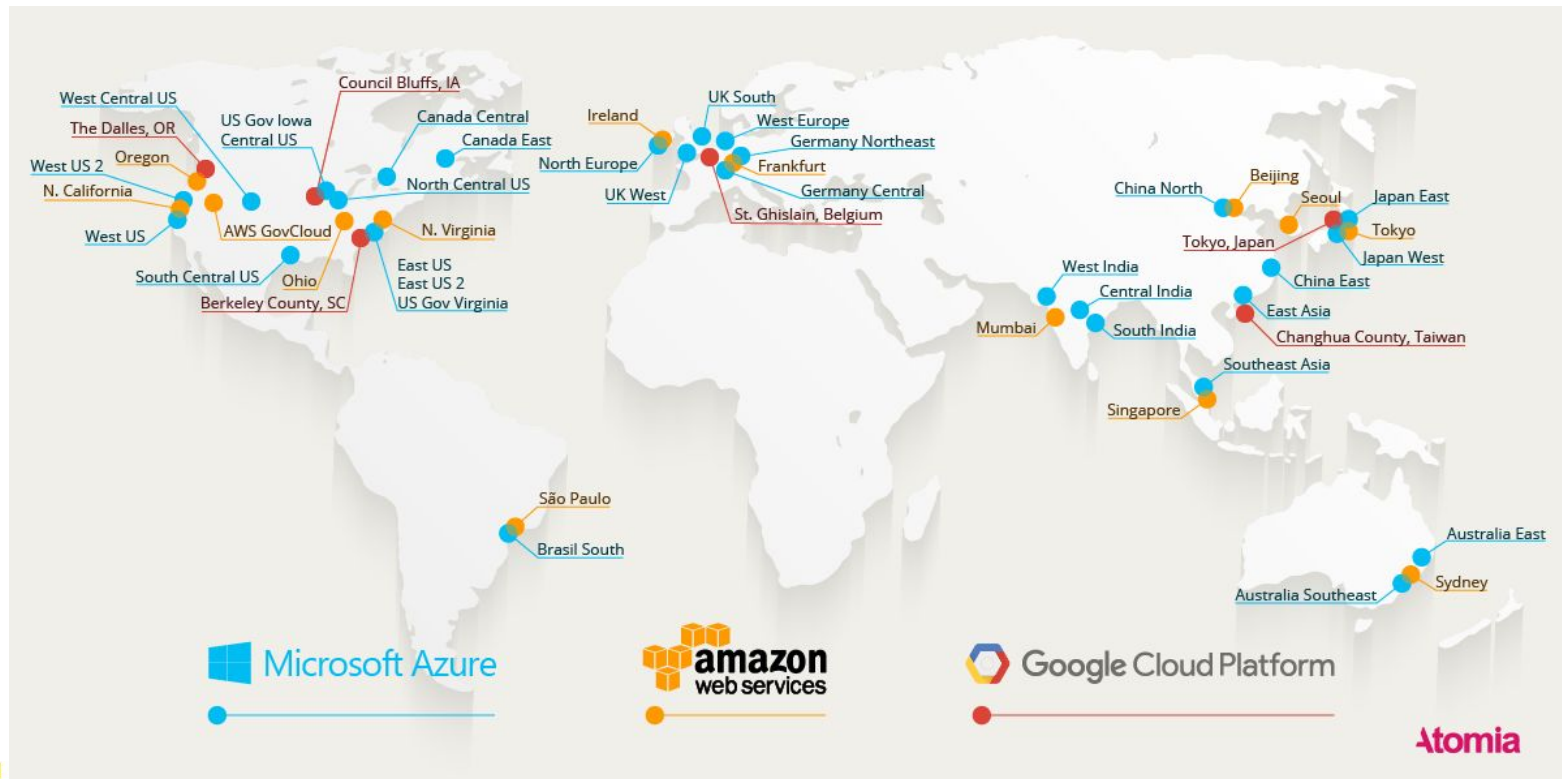 Council Bluffs, IA
West Central US
The Dalles, OR
US Gov Iowa
Central US
Canada Central
Canada East
Oregon
West US 2
N. California
North Central US
West US
AWS GovCloud
N. Virginia
South Central US
Ohio
East US
East US 2
US Gov Virginia
Berkeley County, SC
UK South
Ireland
West Europe
Germany Northeast
North Europe
Frankfurt
UK West
Germany Central
St. Ghislain, Belgium
Beijing
China North
Seoul
Japan East
Tokyo
Tokyo, Japan
Japan West
West India
China East
Central India
East Asia
Mumbai
South India
Changhua County, Taiwan
Southeast Asia
Singapore
São Paulo
Brasil South
Australia East
Sydney
Australia Southeast
Microsoft Azure
amazon
web services
Google Cloud Platform
Atomia